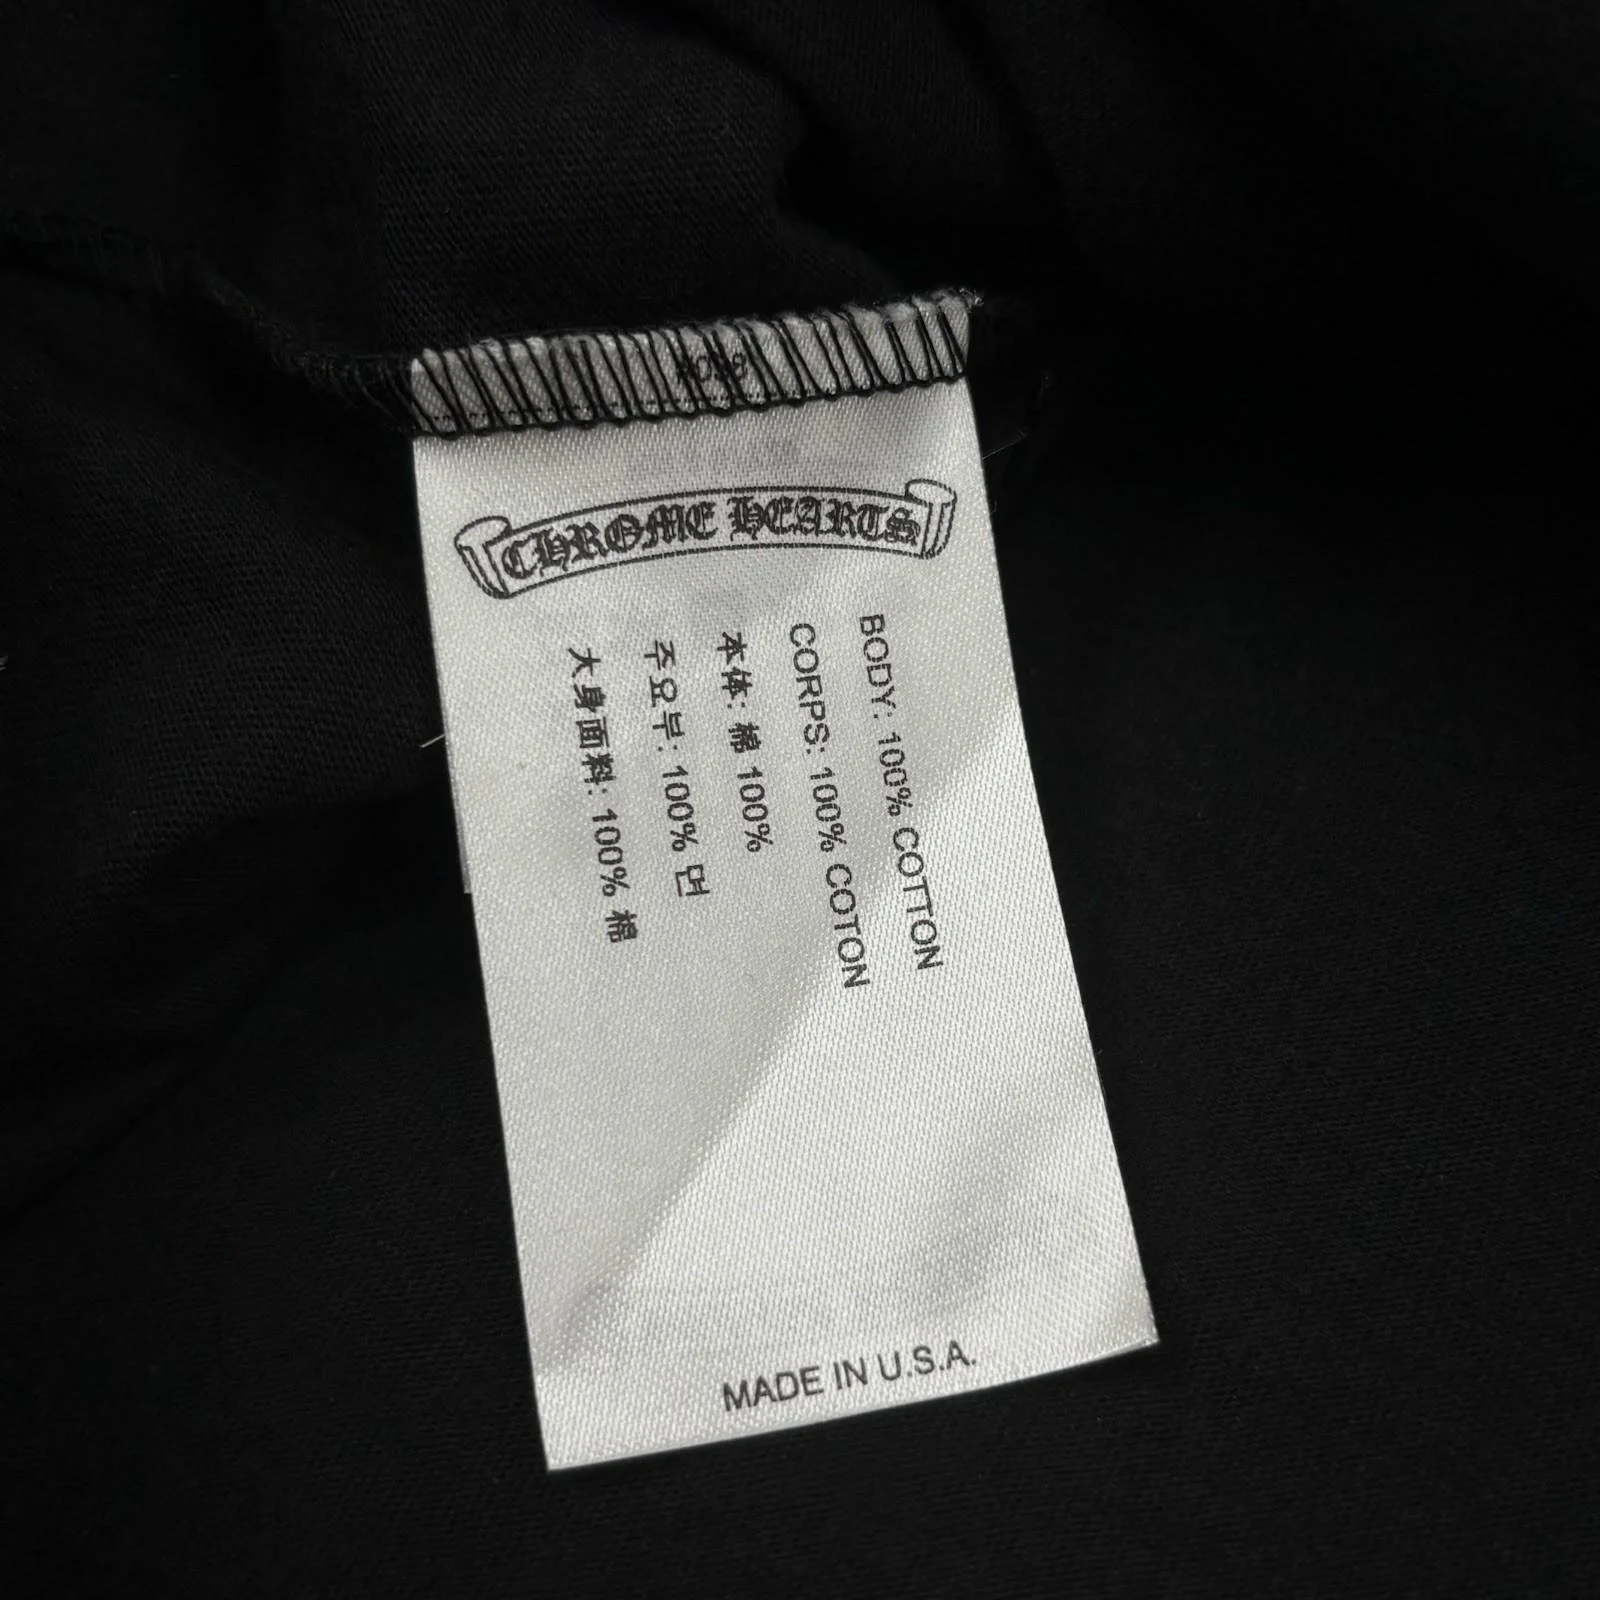 CHROME HEARTS
BODY: 100% COTTON
CORPS: 100% COTON
本体: 棉 100%
주요부: 100% 면
大身面料: 100% 棉
MADE IN U.S.A.